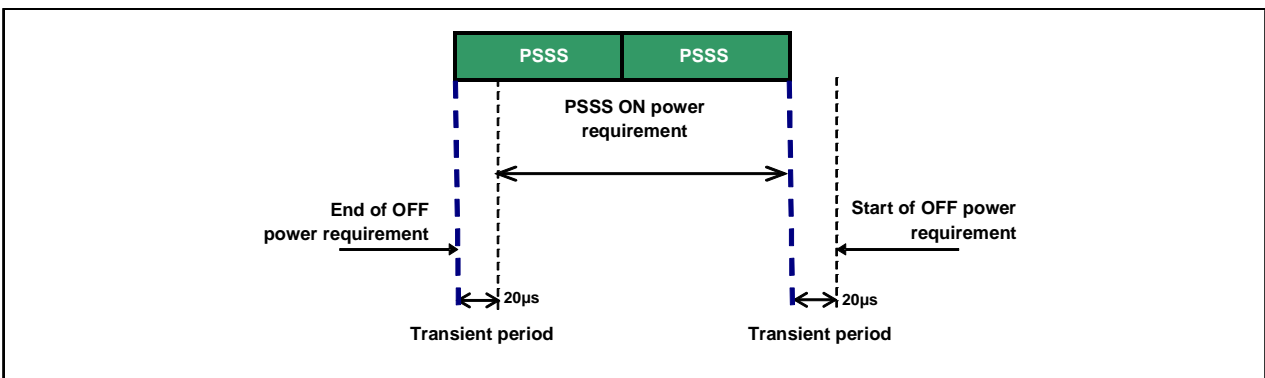 PSSS PSSS
PSSS ON power
requirement
End of OFF
power requirement
Start of OFF power
requirement
20µs
20µs
Transient period
Transient period